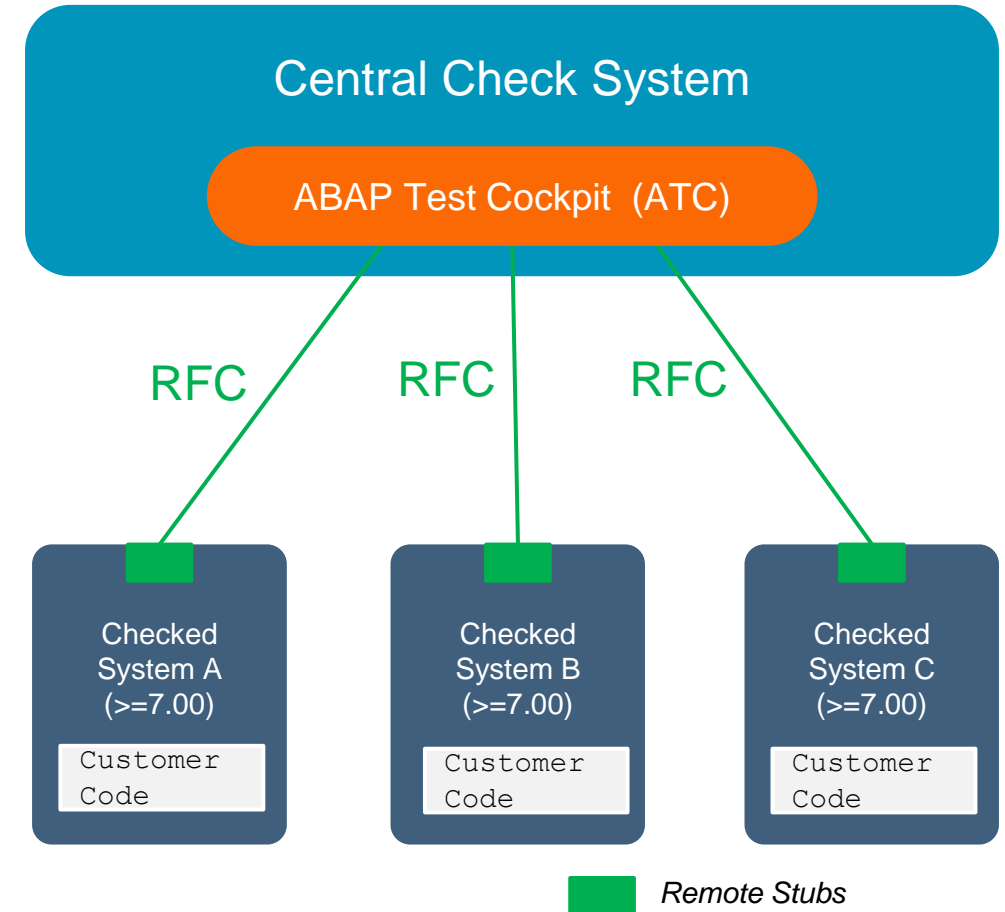 Central Check System
ABAP Test Cockpit (ATC)
RFC
RFC
RFC
Checked
System A
(>=7.00)
Customer
Code
Checked
System B
(>=7.00)
Customer
Code
Checked
System C
(>=7.00)
Customer
Code
Remote Stubs